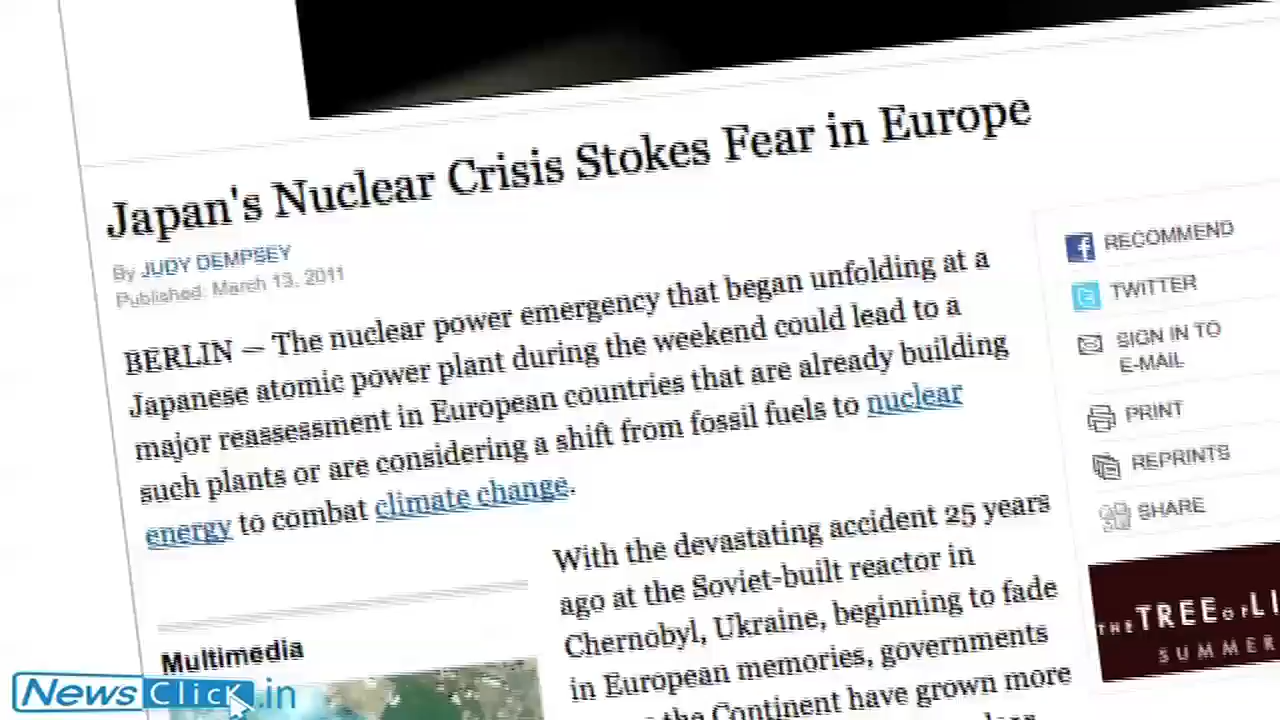 Japan's Nuclear Crisis Stokes Fear in Europe
By JUDY DEMPSEY
Published: March 13, 2011
BERLIN — The nuclear power emergency that began unfolding at a
Japanese atomic power plant during the weekend could lead to a
major reassessment in European countries that are already building
such plants or are considering a shift from fossil fuels to nuclear
energy to combat climate change.
With the devastating accident 25 years
ago at the Soviet-built reactor in
Chernobyl, Ukraine, beginning to fade
in European memories, governments
the Continent have grown more
Multimedia
RECOMMEND
TWITTER
SIGN IN TO
E-MAIL
PRINT
REPRINTS
SHARE
THE TREE OF
SUMMER
NewsClick.in